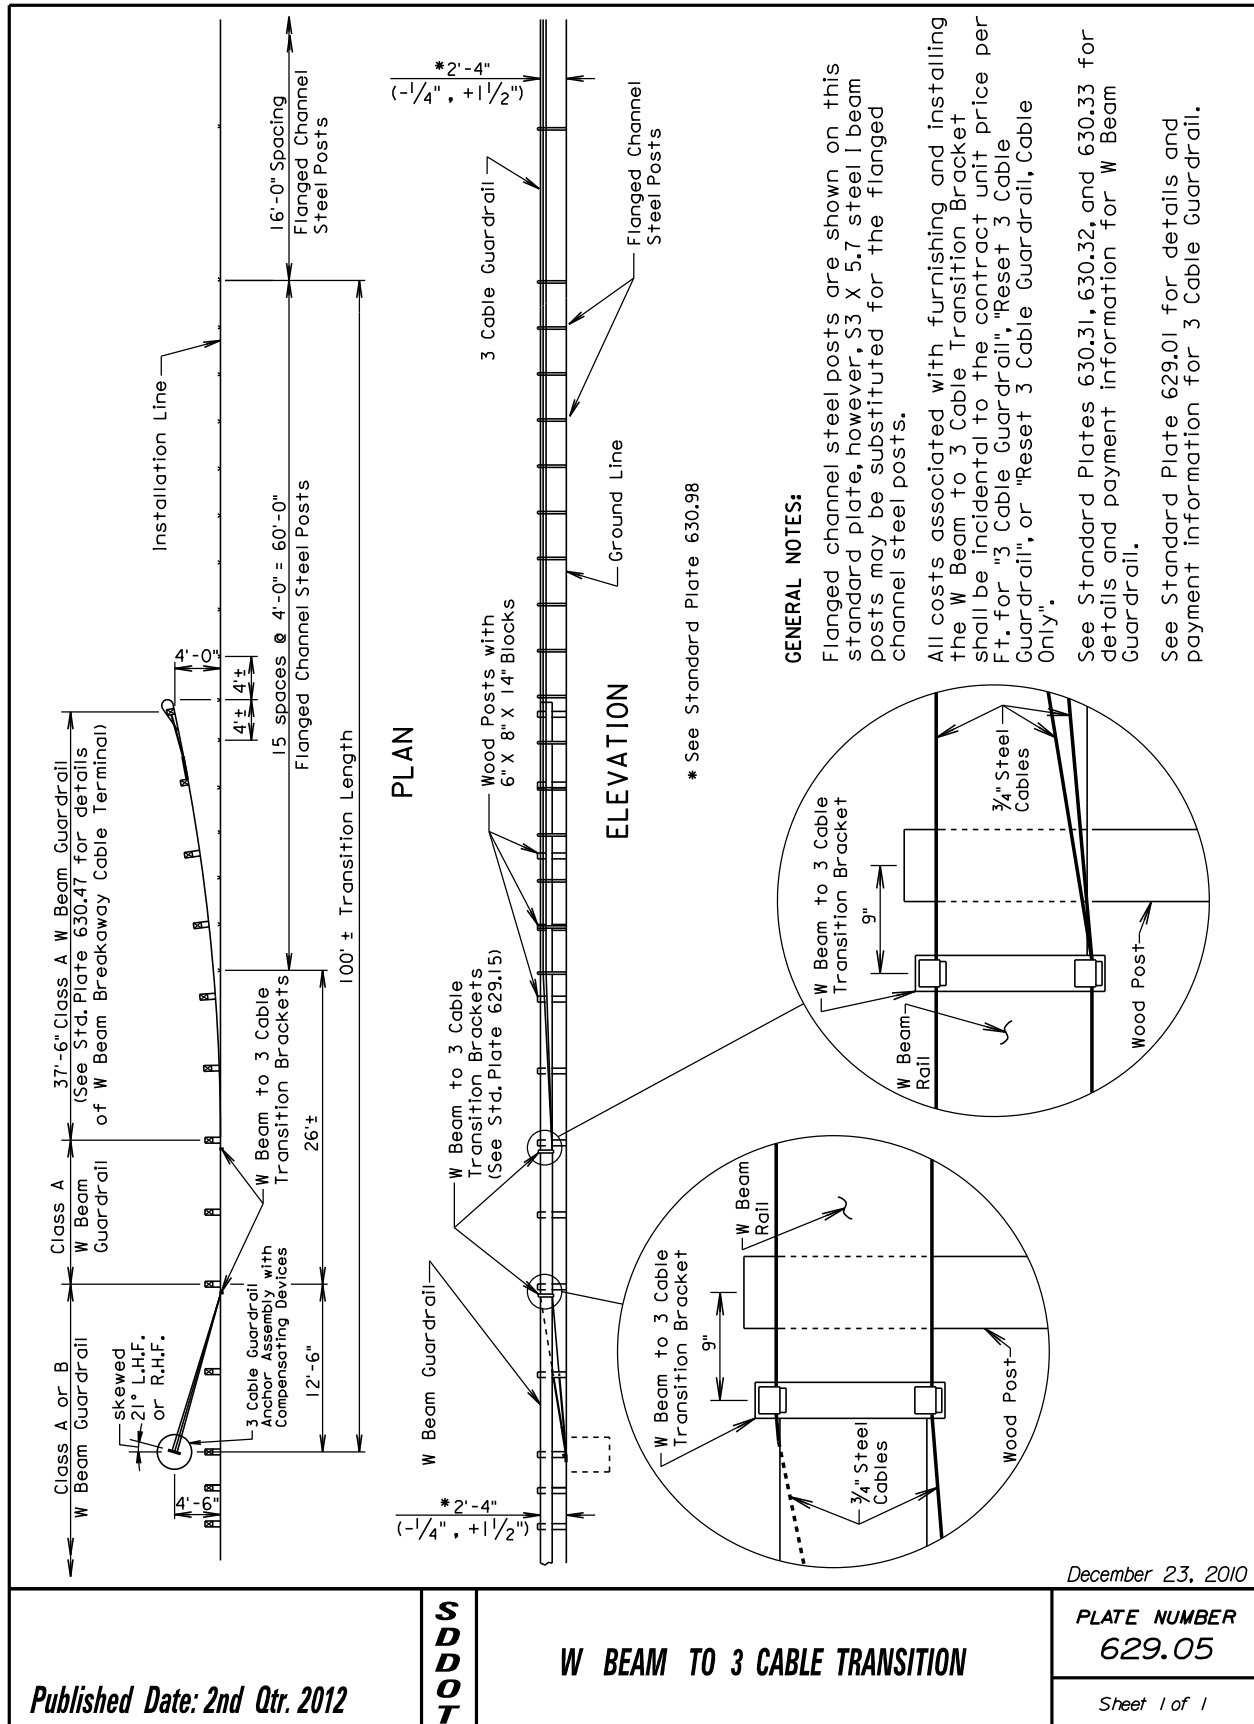 16'-0" Spacing
Flanged Channel
Steel Posts
Installation Line
15 spaces @ 4'-0" = 60'-0"
Flanged Channel Steel Posts
4'-0"
4'±
4'±
100' ± Transition Length
37'-6" Class A W Beam Guardrail
(See Std. Plate 630.47 for details
of W Beam Breakaway Cable Terminal)
W Beam to 3 Cable
Transition Brackets
26'±
Class A
W Beam
Guardrail
Class A or B
W Beam Guardrail
skewed
21° L.H.F.
or R.H.F.
3 Cable Guardrail
Anchor Assembly with
Compensating Devices
12'-6"
4'-6"
PLAN
*2'-4"
(-1/4" , +1 1/2")
3 Cable Guardrail
Flanged Channel
Steel Posts
Ground Line
Wood Posts with
6" X 8" X 14" Blocks
W Beam to 3 Cable
Transition Brackets
(See Std. Plate 629.15)
W Beam Guardrail
*2'-4"
(-1/4" , +1 1/2")
ELEVATION
* See Standard Plate 630.98
W Beam to 3 Cable
Transition Bracket
9"
3/4" Steel
Cables
W Beam
Rail
Wood Post
W Beam to 3 Cable
Transition Bracket
9"
W Beam
Rail
3/4" Steel
Cables
Wood Post
GENERAL NOTES:
Flanged channel steel posts are shown on this
standard plate, however, S3 X 5.7 steel I beam
posts may be substituted for the flanged
channel steel posts.
All costs associated with furnishing and installing
the W Beam to 3 Cable Transition Bracket
shall be incidental to the contract unit price per
Ft. for "3 Cable Guardrail", "Reset 3 Cable
Guardrail", or "Reset 3 Cable Guardrail, Cable
Only".
See Standard Plates 630.31, 630.32, and 630.33 for
details and payment information for W Beam
Guardrail.
See Standard Plate 629.01 for details and
payment information for 3 Cable Guardrail.
December 23, 2010
Published Date: 2nd Qtr. 2012
S
D
D
O
T
W BEAM TO 3 CABLE TRANSITION
PLATE NUMBER
629.05
Sheet 1 of 1